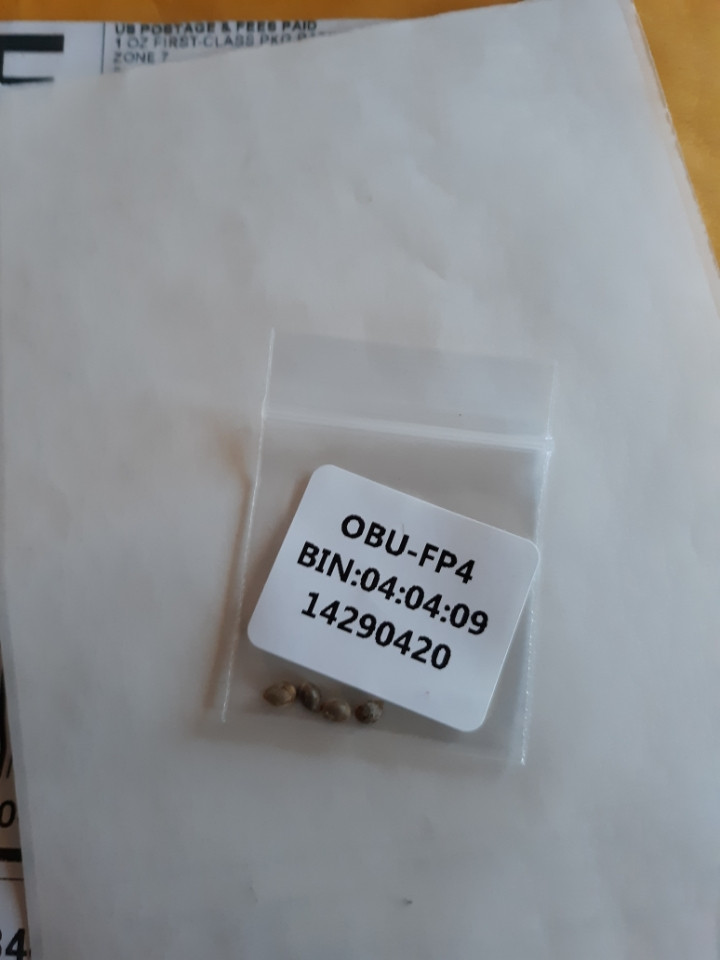 US POSTAGE & FEES PAID
1 OZ FIRST-CLASS PKG
ZONE 7
OBU-FP4
BIN:04:04:09
14290420